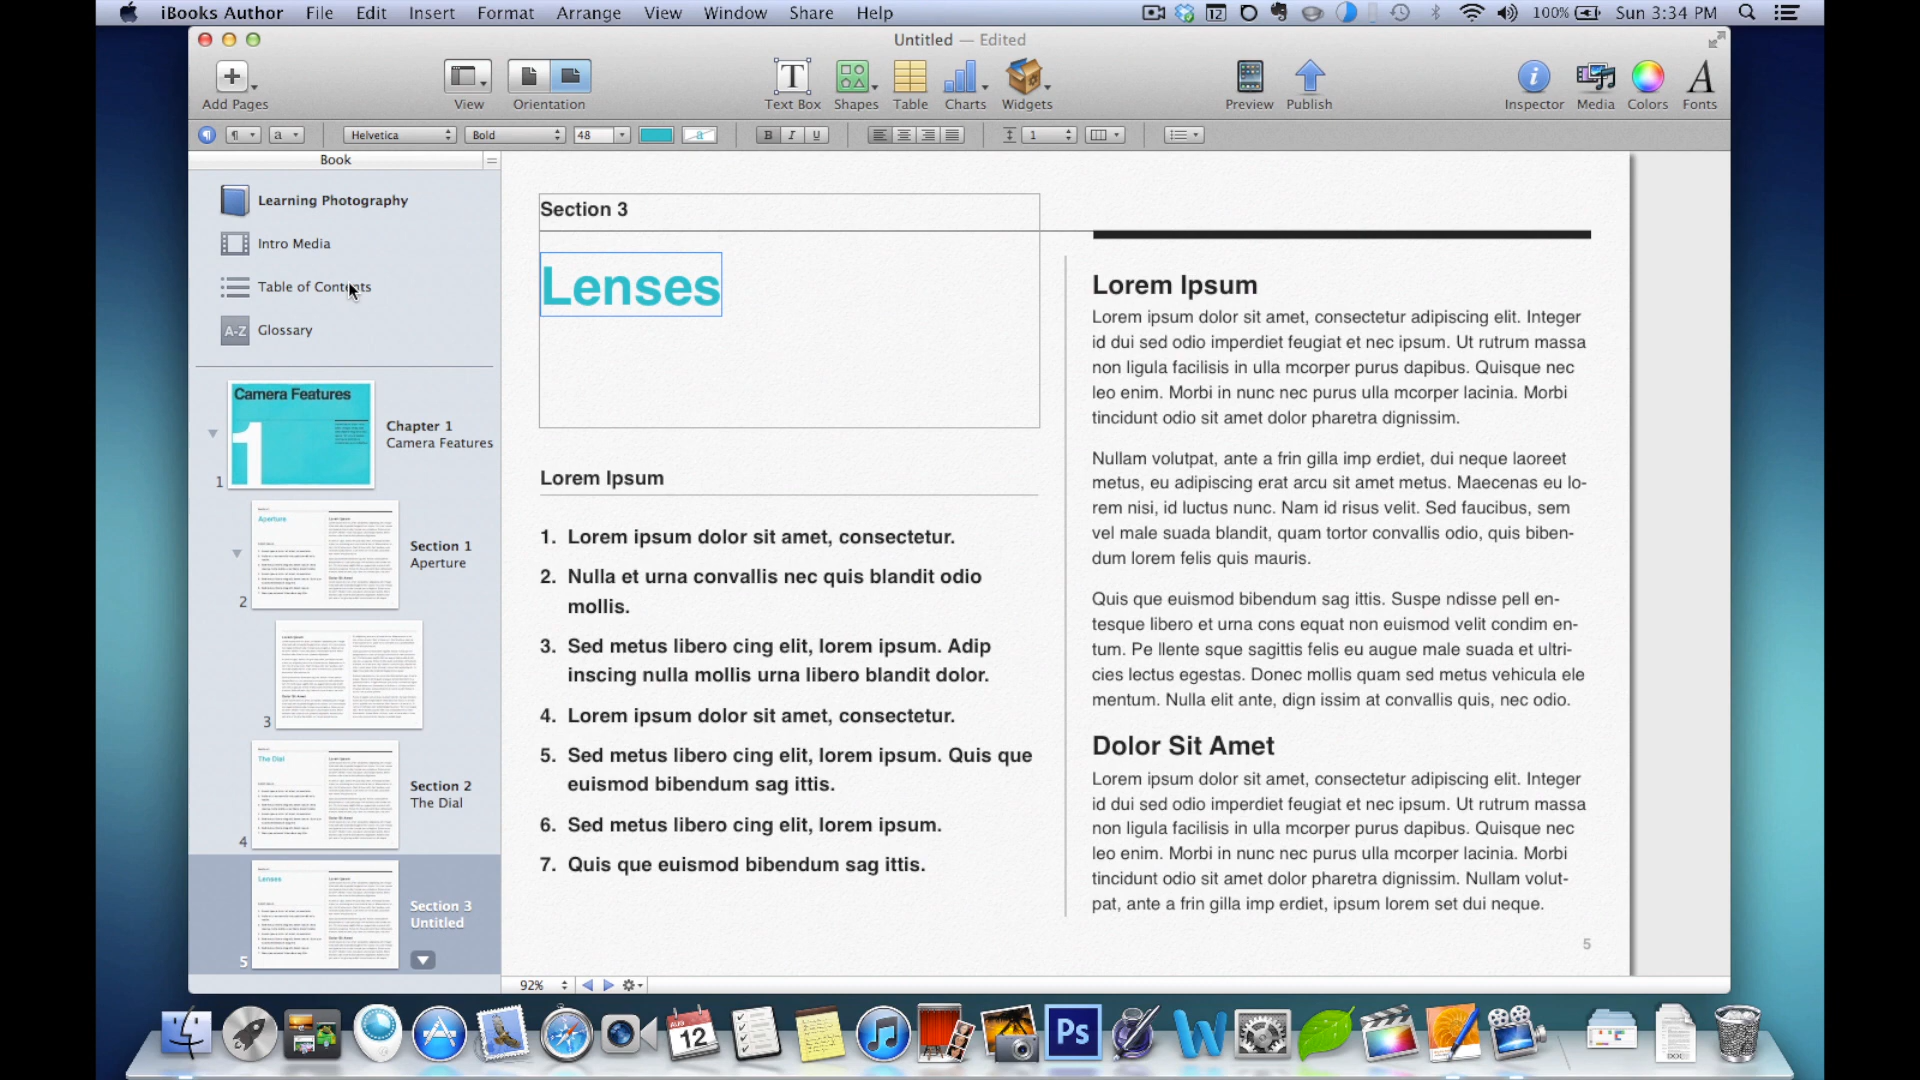 iBooks Author File Edit Insert Format Arrange View Window Share Help 12 100% Sun 3:34 PM
Untitled — Edited
Add Pages View Orientation T Text Box Shapes Table Charts Widgets Preview Publish Inspector Media Colors Fonts
¶ a Helvetica Bold 48 a B I U 1
Book
Learning Photography
Intro Media
Table of Contents
A-Z Glossary
Camera Features
1
Chapter 1
Camera Features
1
Aperture
Section 1
Aperture
2
3
The Dial
Section 2
The Dial
4
Lenses
Section 3
Untitled
5
Section 3
Lenses
Lorem Ipsum
1. Lorem ipsum dolor sit amet, consectetur.
2. Nulla et urna convallis nec quis blandit odio
mollis.
3. Sed metus libero cing elit, lorem ipsum. Adip
inscing nulla mollis urna libero blandit dolor.
4. Lorem ipsum dolor sit amet, consectetur.
5. Sed metus libero cing elit, lorem ipsum. Quis que
euismod bibendum sag ittis.
6. Sed metus libero cing elit, lorem ipsum.
7. Quis que euismod bibendum sag ittis.
Lorem Ipsum
Lorem ipsum dolor sit amet, consectetur adipiscing elit. Integer
id dui sed odio imperdiet feugiat et nec ipsum. Ut rutrum massa
non ligula facilisis in ulla mcorper purus dapibus. Quisque nec
leo enim. Morbi in nunc nec purus ulla mcorper lacinia. Morbi
tincidunt odio sit amet dolor pharetra dignissim.
Nullam volutpat, ante a frin gilla imp erdiet, dui neque laoreet
metus, eu adipiscing erat arcu sit amet metus. Maecenas eu lo-
rem nisi, id luctus nunc. Nam id risus velit. Sed faucibus, sem
vel male suada blandit, quam tortor convallis odio, quis biben-
dum lorem felis quis mauris.
Quis que euismod bibendum sag ittis. Suspe ndisse pell en-
tesque libero et urna cons equat non euismod velit condim en-
tum. Pe llente sque sagittis felis eu augue male suada et ultri-
cies lectus egestas. Donec mollis quam sed metus vehicula ele
mentum. Nulla elit ante, dign issim at convallis quis, nec odio.
Dolor Sit Amet
Lorem ipsum dolor sit amet, consectetur adipiscing elit. Integer
id dui sed odio imperdiet feugiat et nec ipsum. Ut rutrum massa
non ligula facilisis in ulla mcorper purus dapibus. Quisque nec
leo enim. Morbi in nunc nec purus ulla mcorper lacinia. Morbi
tincidunt odio sit amet dolor pharetra dignissim. Nullam volut-
pat, ante a frin gilla imp erdiet, ipsum lorem set dui neque.
5
92%
AUG
12
Ps
W
DOC